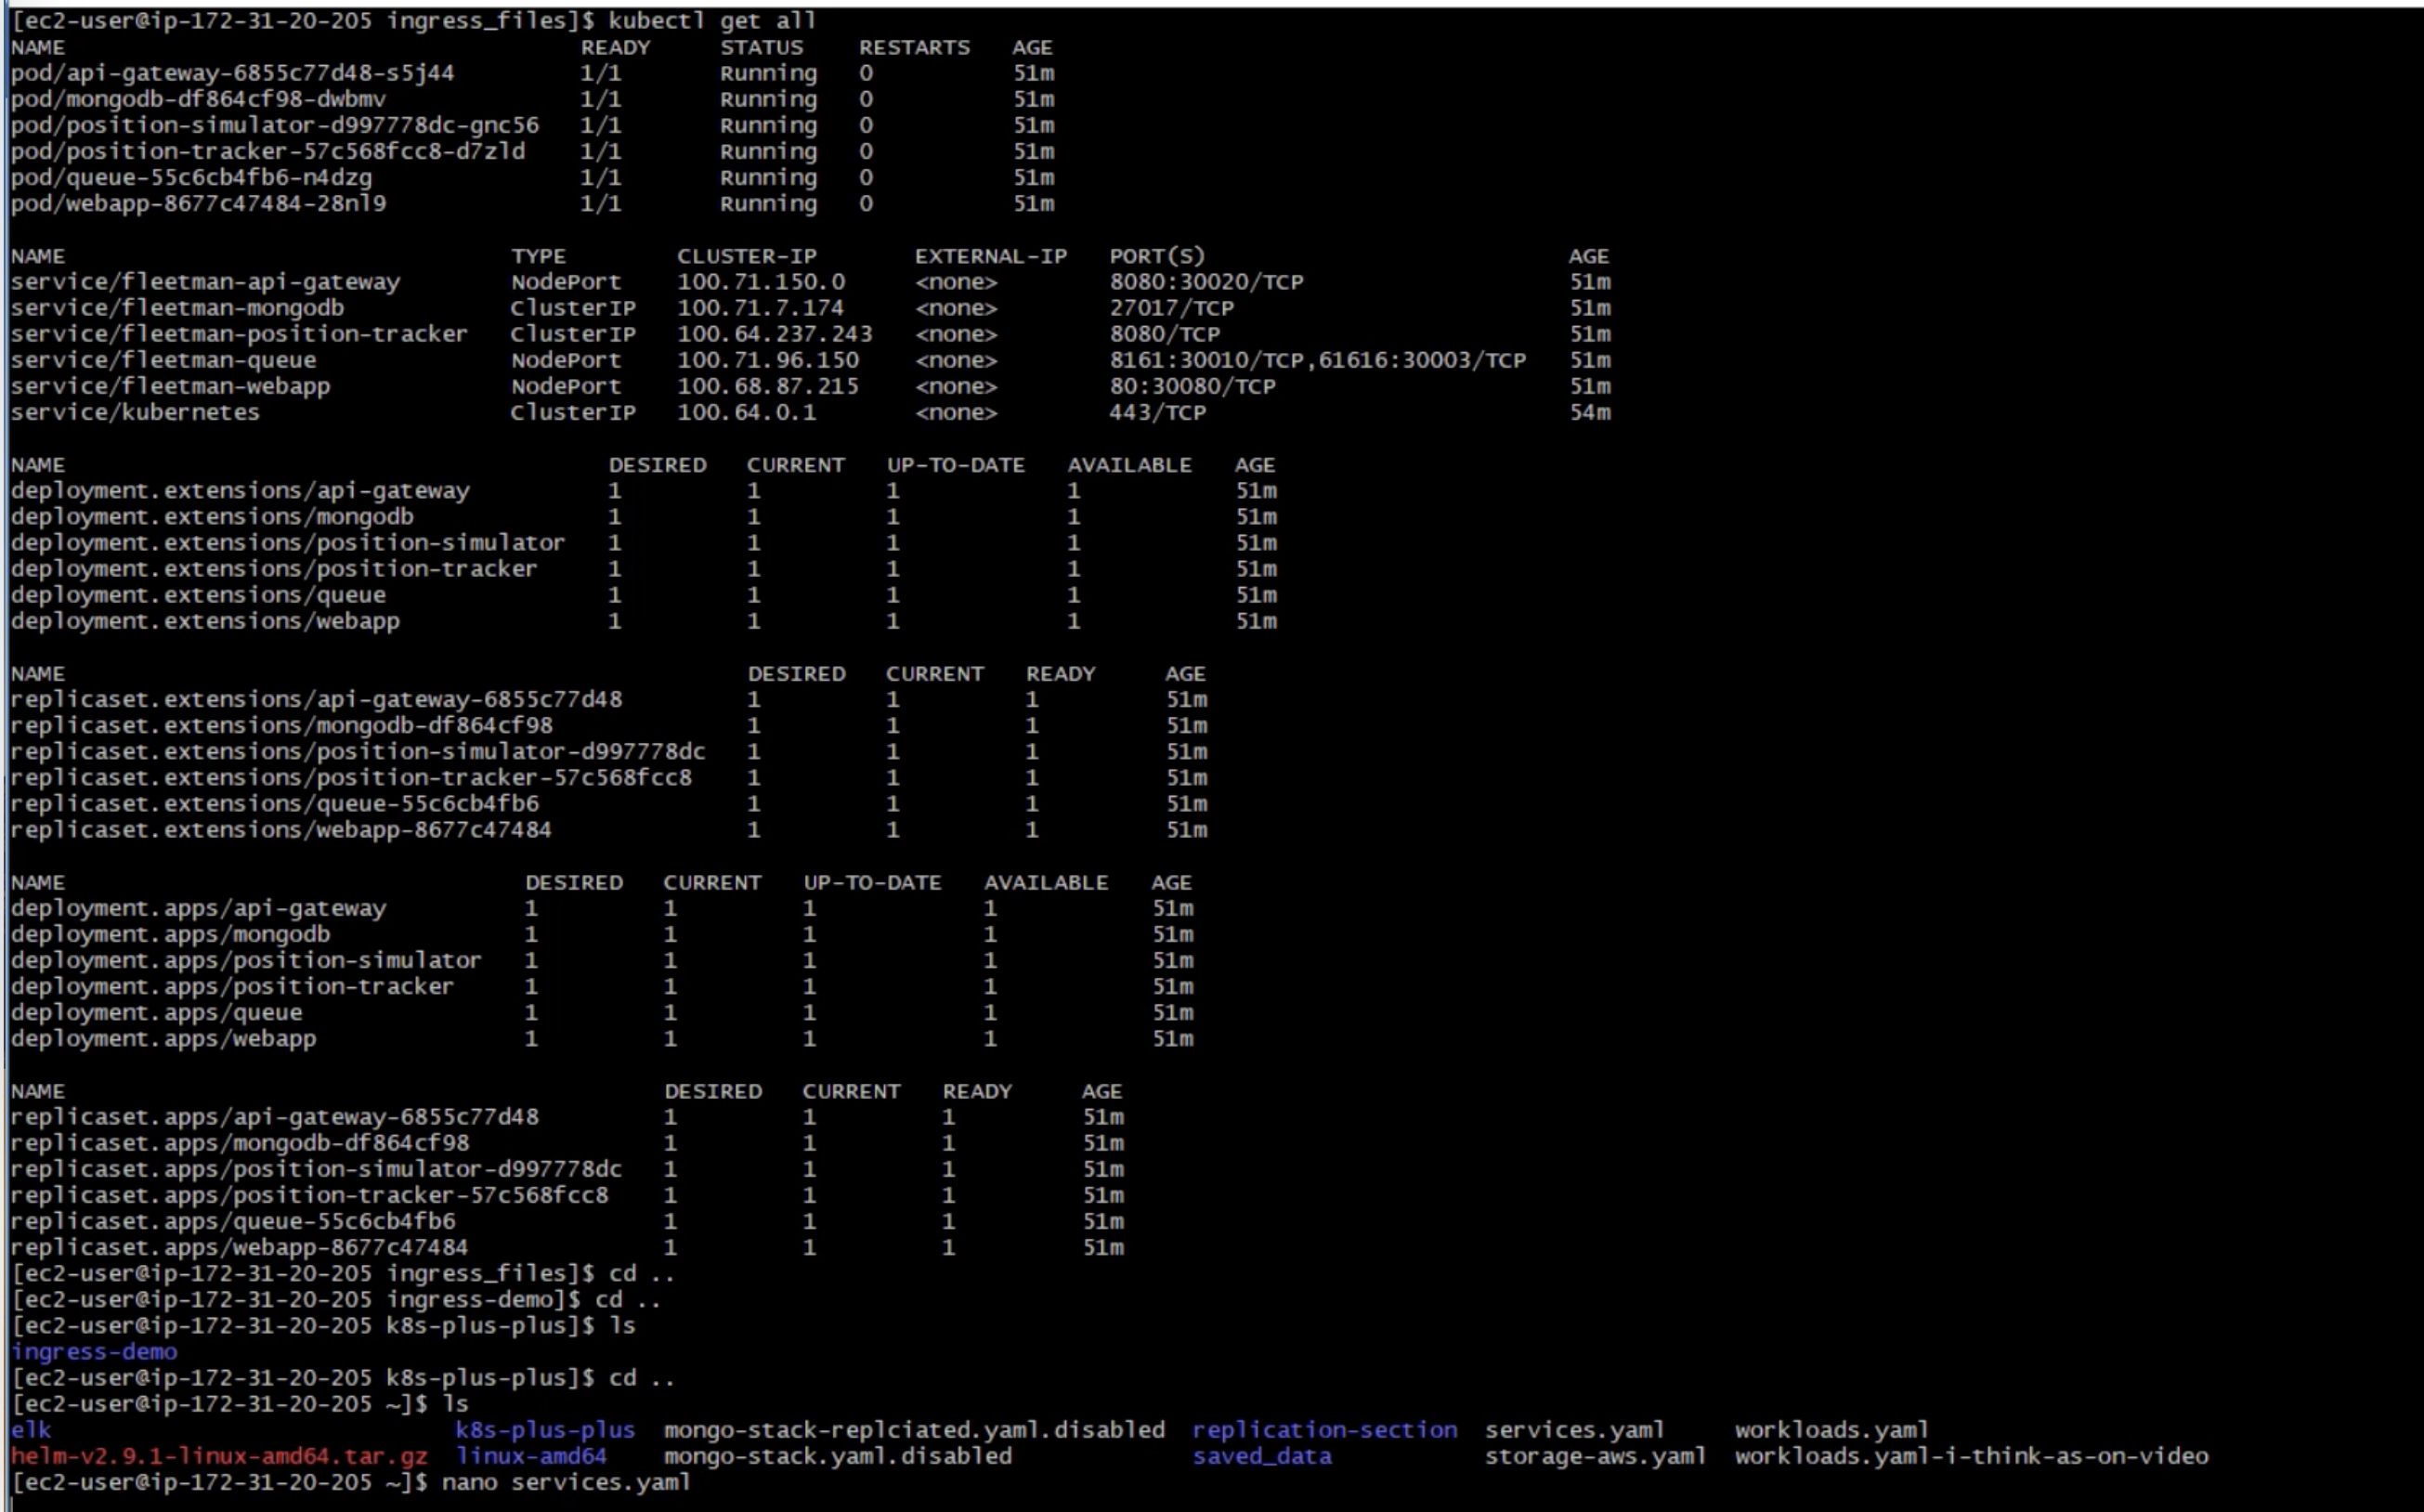 [ec2-user@ip-172-31-20-205 ingress_files]$ kubectl get all
NAME READY STATUS RESTARTS AGE
pod/api-gateway-6855c77d48-s5j44 1/1 Running 0 51m
pod/mongodb-df864cf98-dwbmv 1/1 Running 0 51m
pod/position-simulator-d997778dc-gnc56 1/1 Running 0 51m
pod/position-tracker-57c568fcc8-d7zld 1/1 Running 0 51m
pod/queue-55c6cb4fb6-n4dzg 1/1 Running 0 51m
pod/webapp-8677c47484-28nl9 1/1 Running 0 51m
NAME TYPE CLUSTER-IP EXTERNAL-IP PORT(S) AGE
service/fleetman-api-gateway NodePort 100.71.150.0 <none> 8080:30020/TCP 51m
service/fleetman-mongodb ClusterIP 100.71.7.174 <none> 27017/TCP 51m
service/fleetman-position-tracker ClusterIP 100.64.237.243 <none> 8080/TCP 51m
service/fleetman-queue NodePort 100.71.96.150 <none> 8161:30010/TCP,61616:30003/TCP 51m
service/fleetman-webapp NodePort 100.68.87.215 <none> 80:30080/TCP 51m
service/kubernetes ClusterIP 100.64.0.1 <none> 443/TCP 54m
NAME DESIRED CURRENT UP-TO-DATE AVAILABLE AGE
deployment.extensions/api-gateway 1 1 1 1 51m
deployment.extensions/mongodb 1 1 1 1 51m
deployment.extensions/position-simulator 1 1 1 1 51m
deployment.extensions/position-tracker 1 1 1 1 51m
deployment.extensions/queue 1 1 1 1 51m
deployment.extensions/webapp 1 1 1 1 51m
NAME DESIRED CURRENT READY AGE
replicaset.extensions/api-gateway-6855c77d48 1 1 1 51m
replicaset.extensions/mongodb-df864cf98 1 1 1 51m
replicaset.extensions/position-simulator-d997778dc 1 1 1 51m
replicaset.extensions/position-tracker-57c568fcc8 1 1 1 51m
replicaset.extensions/queue-55c6cb4fb6 1 1 1 51m
replicaset.extensions/webapp-8677c47484 1 1 1 51m
NAME DESIRED CURRENT UP-TO-DATE AVAILABLE AGE
deployment.apps/api-gateway 1 1 1 1 51m
deployment.apps/mongodb 1 1 1 1 51m
deployment.apps/position-simulator 1 1 1 1 51m
deployment.apps/position-tracker 1 1 1 1 51m
deployment.apps/queue 1 1 1 1 51m
deployment.apps/webapp 1 1 1 1 51m
NAME DESIRED CURRENT READY AGE
replicaset.apps/api-gateway-6855c77d48 1 1 1 51m
replicaset.apps/mongodb-df864cf98 1 1 1 51m
replicaset.apps/position-simulator-d997778dc 1 1 1 51m
replicaset.apps/position-tracker-57c568fcc8 1 1 1 51m
replicaset.apps/queue-55c6cb4fb6 1 1 1 51m
replicaset.apps/webapp-8677c47484 1 1 1 51m
[ec2-user@ip-172-31-20-205 ingress_files]$ cd ..
[ec2-user@ip-172-31-20-205 ingress-demo]$ cd ..
[ec2-user@ip-172-31-20-205 k8s-plus-plus]$ ls
ingress-demo
[ec2-user@ip-172-31-20-205 k8s-plus-plus]$ cd ..
[ec2-user@ip-172-31-20-205 ~]$ ls
elk k8s-plus-plus mongo-stack-replciated.yaml.disabled replication-section services.yaml workloads.yaml
helm-v2.9.1-linux-amd64.tar.gz linux-amd64 mongo-stack.yaml.disabled saved_data storage-aws.yaml workloads.yaml-i-think-as-on-video
[ec2-user@ip-172-31-20-205 ~]$ nano services.yaml